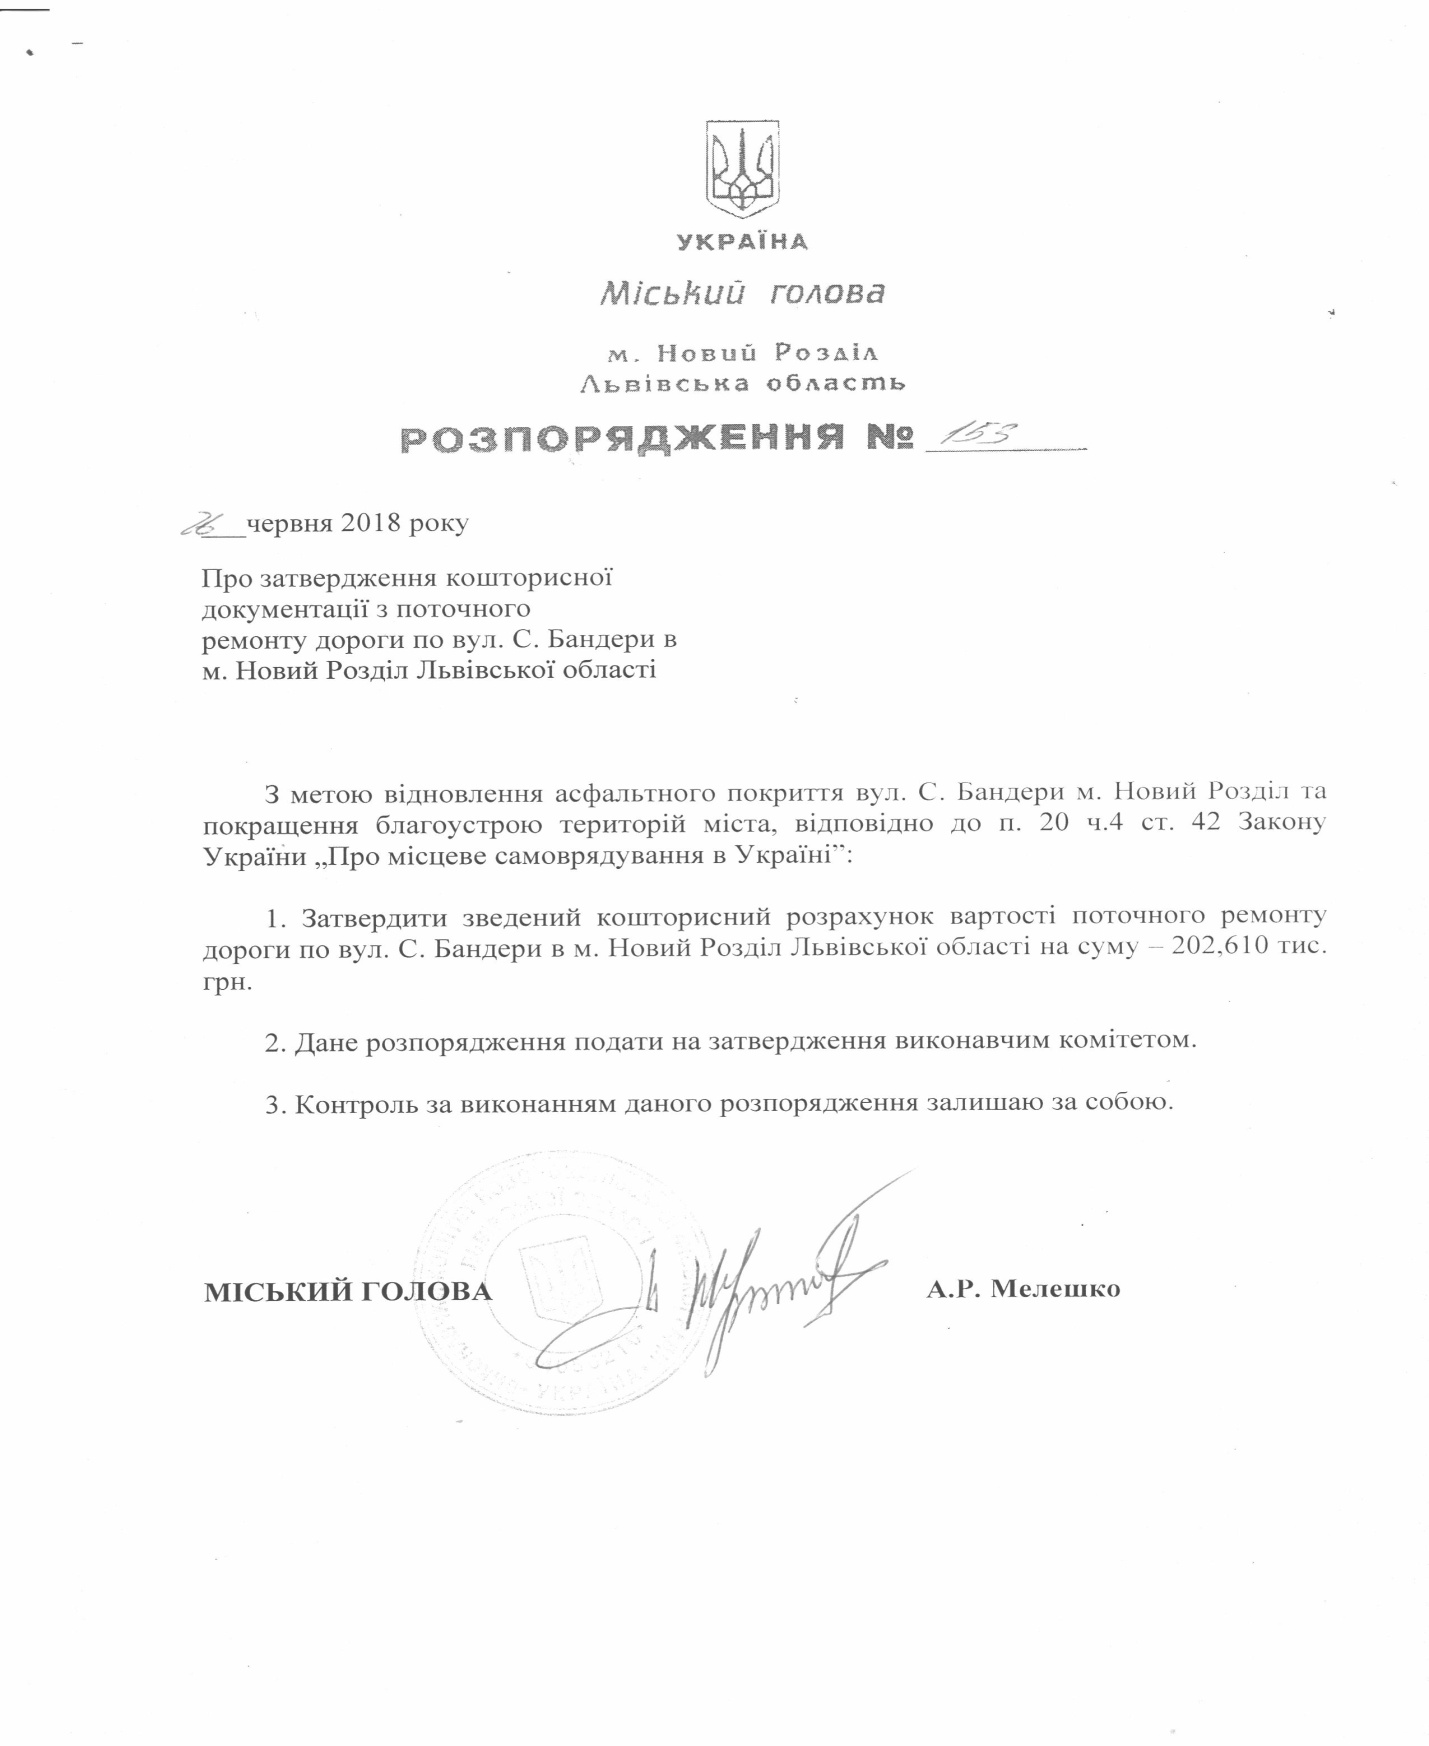 УКРАЇНА
Міський голова
м. Новий Розділ
Львівська область
РОЗПОРЯДЖЕННЯ № 153
26 червня 2018 року
Про затвердження кошторисної
документації з поточного
ремонту дороги по вул. С. Бандери в
м. Новий Розділ Львівської області
З метою відновлення асфальтного покриття вул. С. Бандери м. Новий Розділ та
покращення благоустрою територій міста, відповідно до п. 20 ч.4 ст. 42 Закону
України „Про місцеве самоврядування в Україні”:
1. Затвердити зведений кошторисний розрахунок вартості поточного ремонту
дороги по вул. С. Бандери в м. Новий Розділ Львівської області на суму – 202,610 тис.
грн.
2. Дане розпорядження подати на затвердження виконавчим комітетом.
3. Контроль за виконанням даного розпорядження залишаю за собою.
МІСЬКИЙ ГОЛОВА А.Р. Мелешко